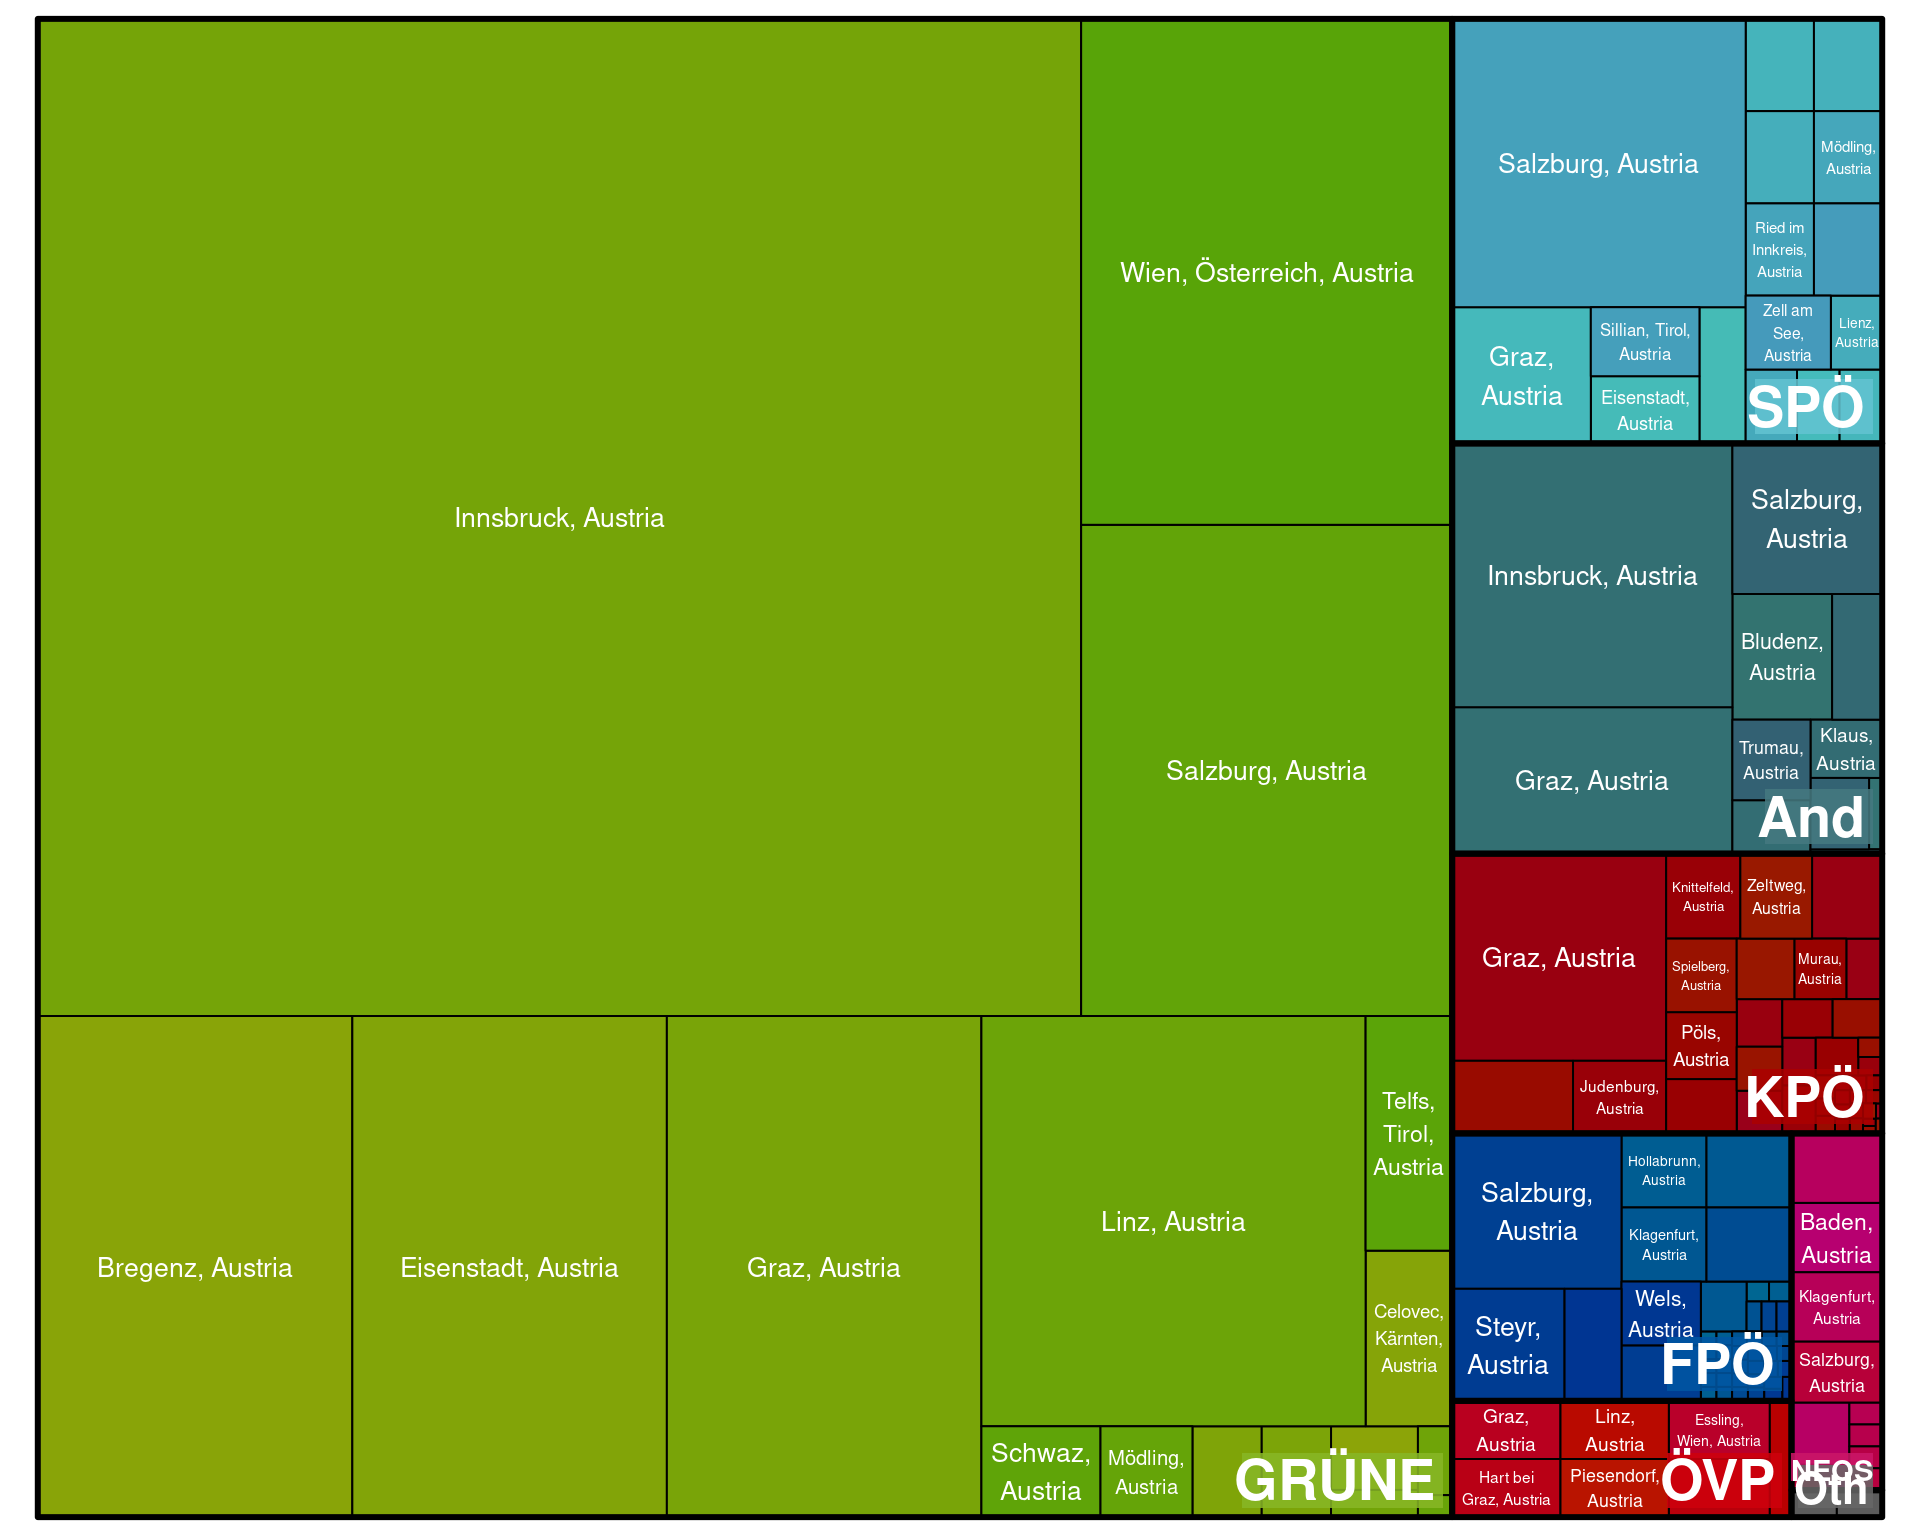 Innsbruck, Austria
Wien, Österreich, Austria
Salzburg, Austria
Bregenz, Austria
Eisenstadt, Austria
Graz, Austria
Linz, Austria
Telfs,
Tirol,
Austria
Celovec,
Kärnten,
Austria
Schwaz,
Austria
Mödling,
Austria
GRÜNE
Salzburg, Austria
Mödling,
Austria
Ried im
Innkreis,
Austria
Zell am
See,
Austria
Lienz,
Austria
Graz,
Austria
Sillian, Tirol,
Austria
Eisenstadt,
Austria
SPÖ
Innsbruck, Austria
Salzburg,
Austria
Bludenz,
Austria
Graz, Austria
Trumau,
Austria
Klaus,
Austria
And
Graz, Austria
Knittelfeld,
Austria
Zeltweg,
Austria
Spielberg,
Austria
Murau,
Austria
Pöls,
Austria
Judenburg,
Austria
KPÖ
Salzburg,
Austria
Hollabrunn,
Austria
Klagenfurt,
Austria
Steyr,
Austria
Wels,
Austria
FPÖ
Baden,
Austria
Klagenfurt,
Austria
Salzburg,
Austria
NEOS
Graz,
Austria
Linz,
Austria
Essling,
Wien, Austria
Hart bei
Graz, Austria
Piesendorf,
Austria
ÖVP
Oth